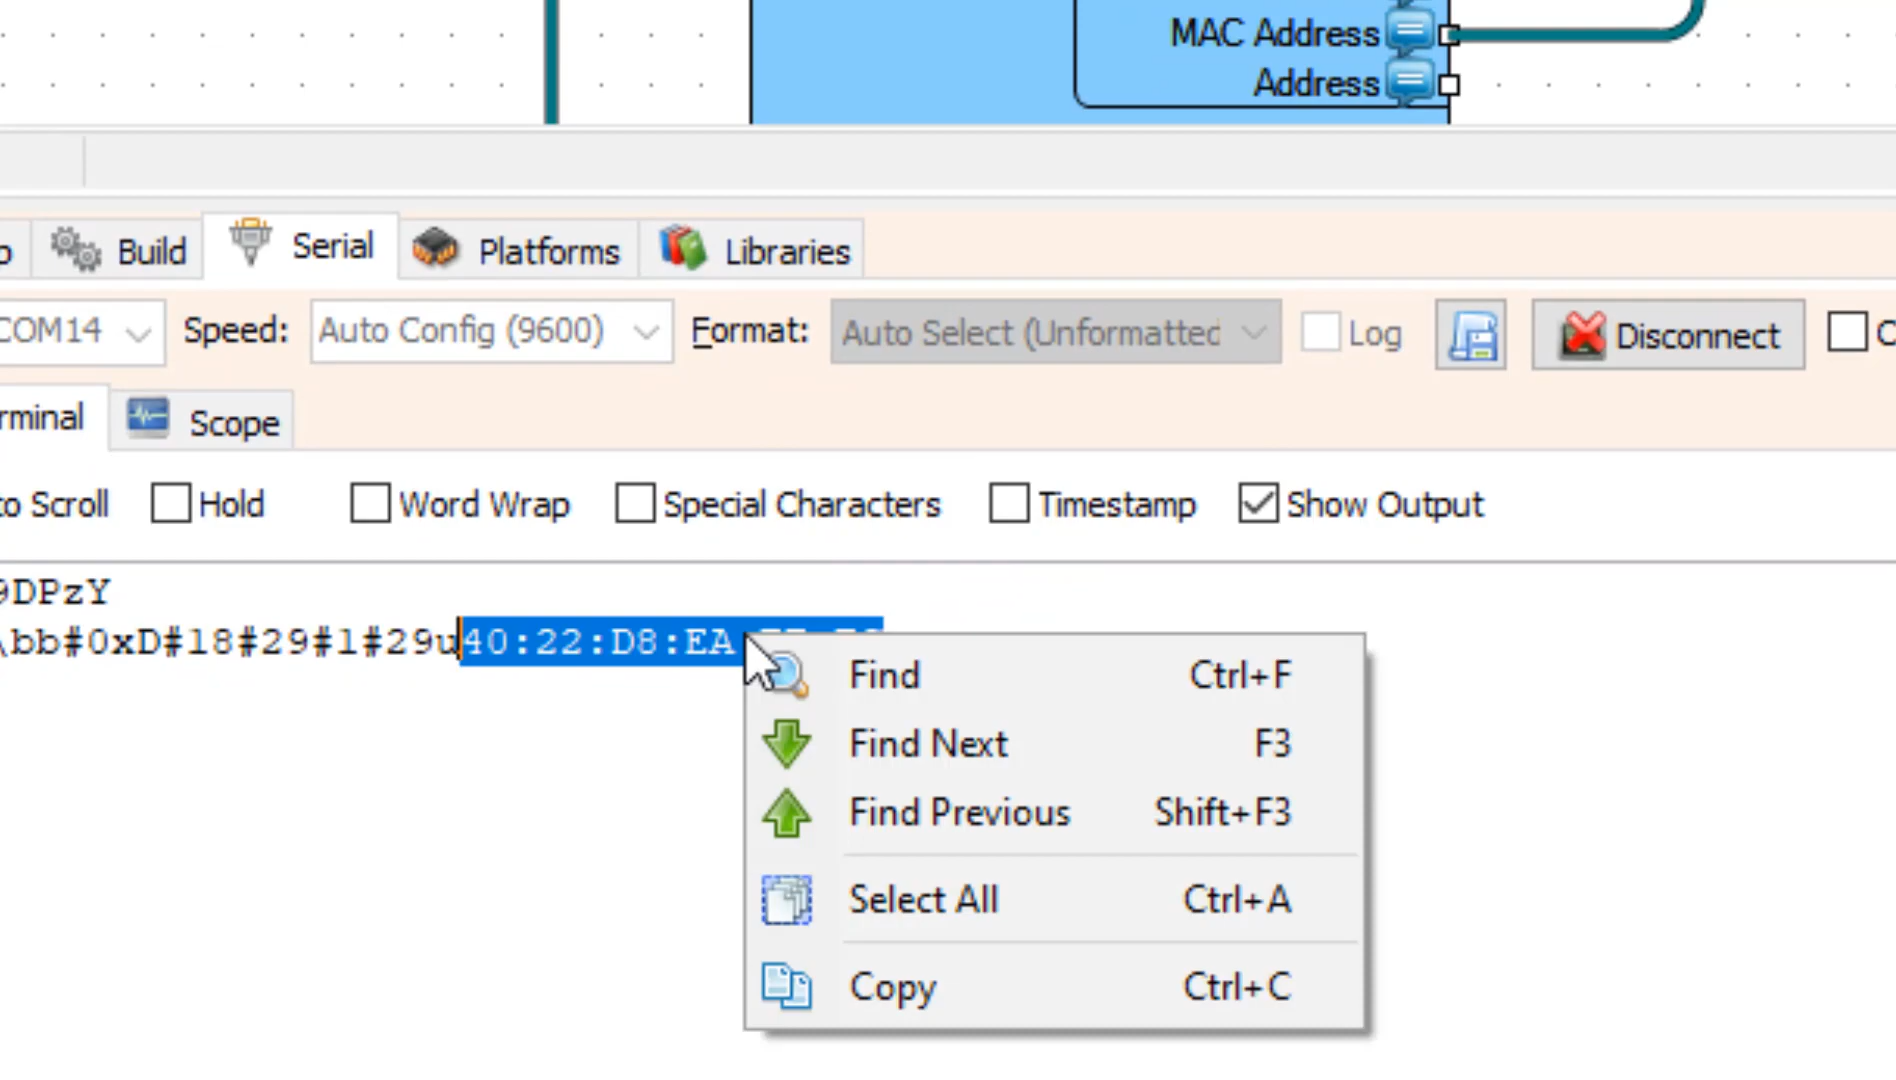 MAC Address
Address
Build
Serial
Platforms
Libraries
COM14
Speed:
Auto Config (9600)
Format:
Auto Select (Unformatted
Log
Disconnect
Scope
Scroll
Hold
Word Wrap
Special Characters
Timestamp
Show Output
9DPzY
\bb#0xD#18#29#1#29u40:22:D8:EA
Find Ctrl+F
Find Next F3
Find Previous Shift+F3
Select All Ctrl+A
Copy Ctrl+C